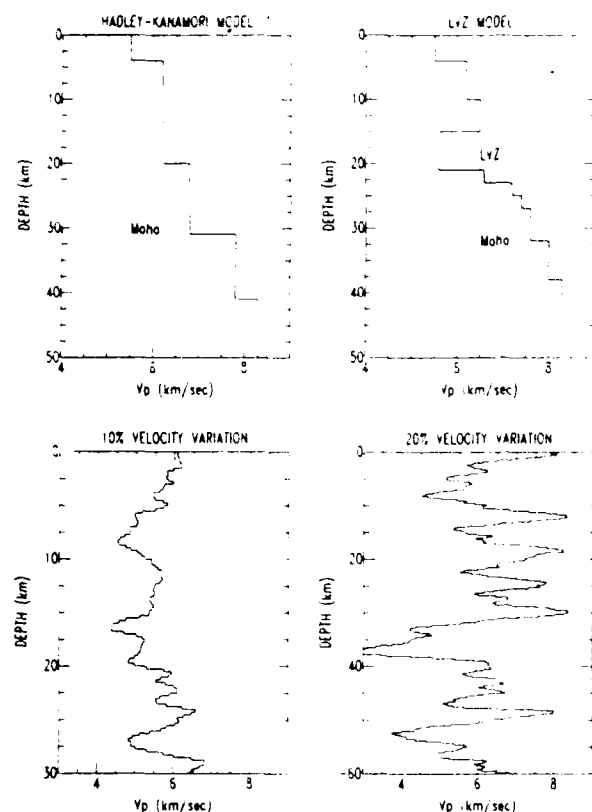 HADLEY-KANAMORI MODEL
0
10
20
30
40
50
DEPTH (km)
Moho
4
6
8
Vp (km/sec)
LVZ MODEL
0
10
20
30
40
50
DEPTH (km)
LVZ
Moho
4
6
8
Vp (km/sec)
10% VELOCITY VARIATION
0
10
20
30
DEPTH (km)
4
6
8
Vp (km/sec)
20% VELOCITY VARIATION
0
20
40
60
DEPTH (km)
4
6
8
Vp (km/sec)